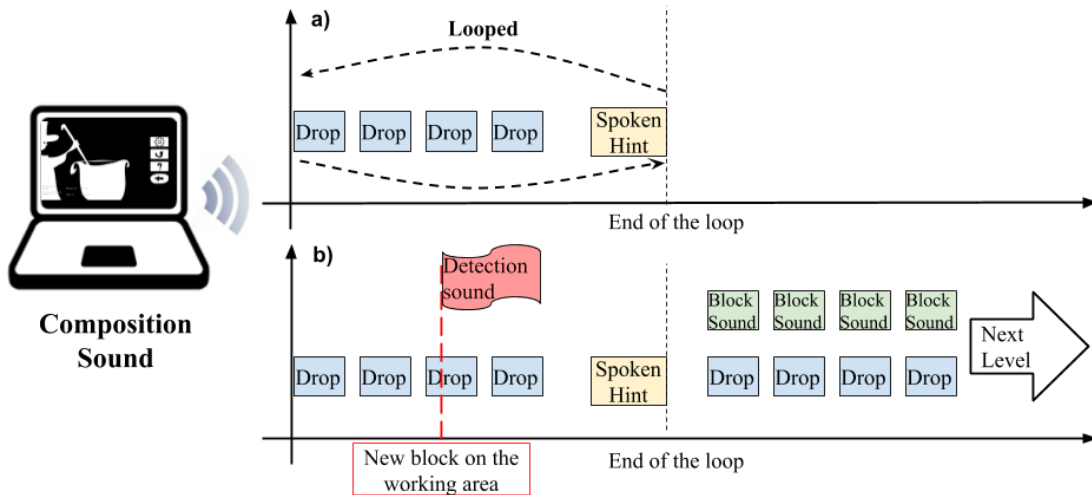 a)
Looped
Drop Drop Drop Drop
Spoken
Hint
End of the loop
Composition
Sound
b)
Detection
sound
Drop Drop Drop Drop
Spoken
Hint
Block Block Block Block
Sound Sound Sound Sound
Drop Drop Drop Drop
Next
Level
New block on the
working area
End of the loop